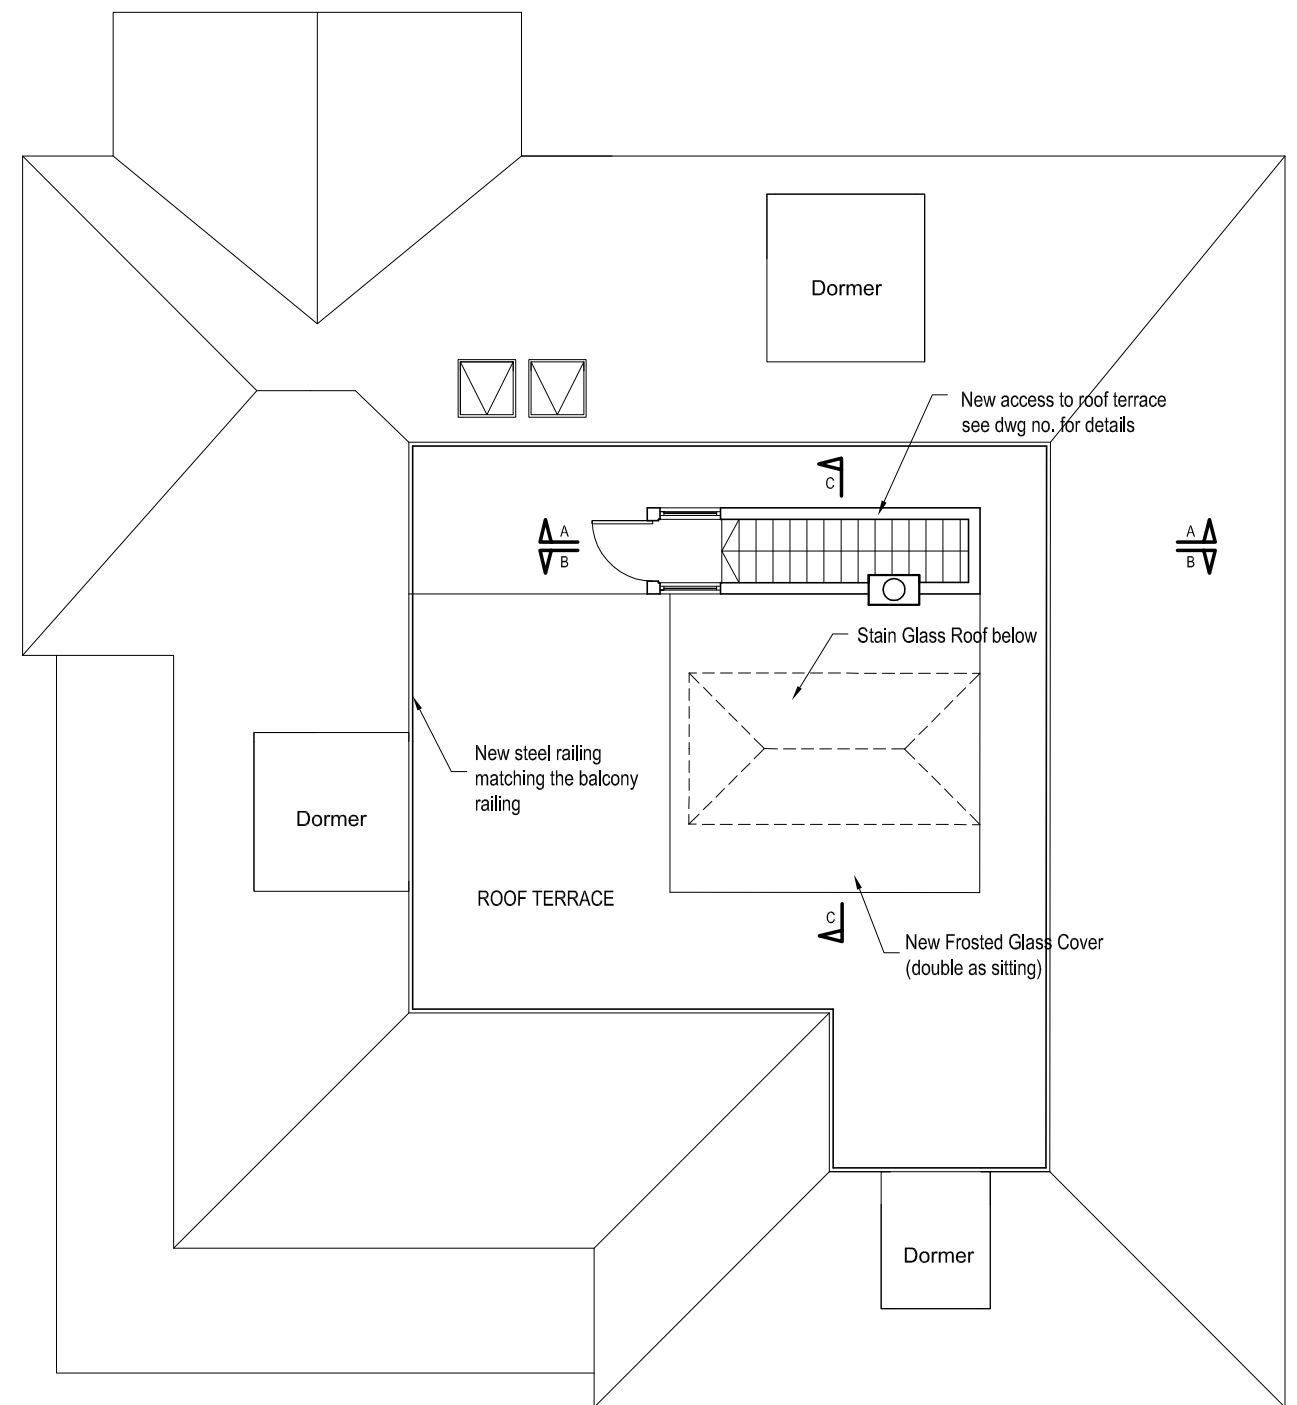 Dormer
New access to roof terrace
see dwg no. for details
C
A
B
A
B
Stain Glass Roof below
New steel railing
matching the balcony
railing
Dormer
ROOF TERRACE
C
New Frosted Glass Cover
(double as sitting)
Dormer